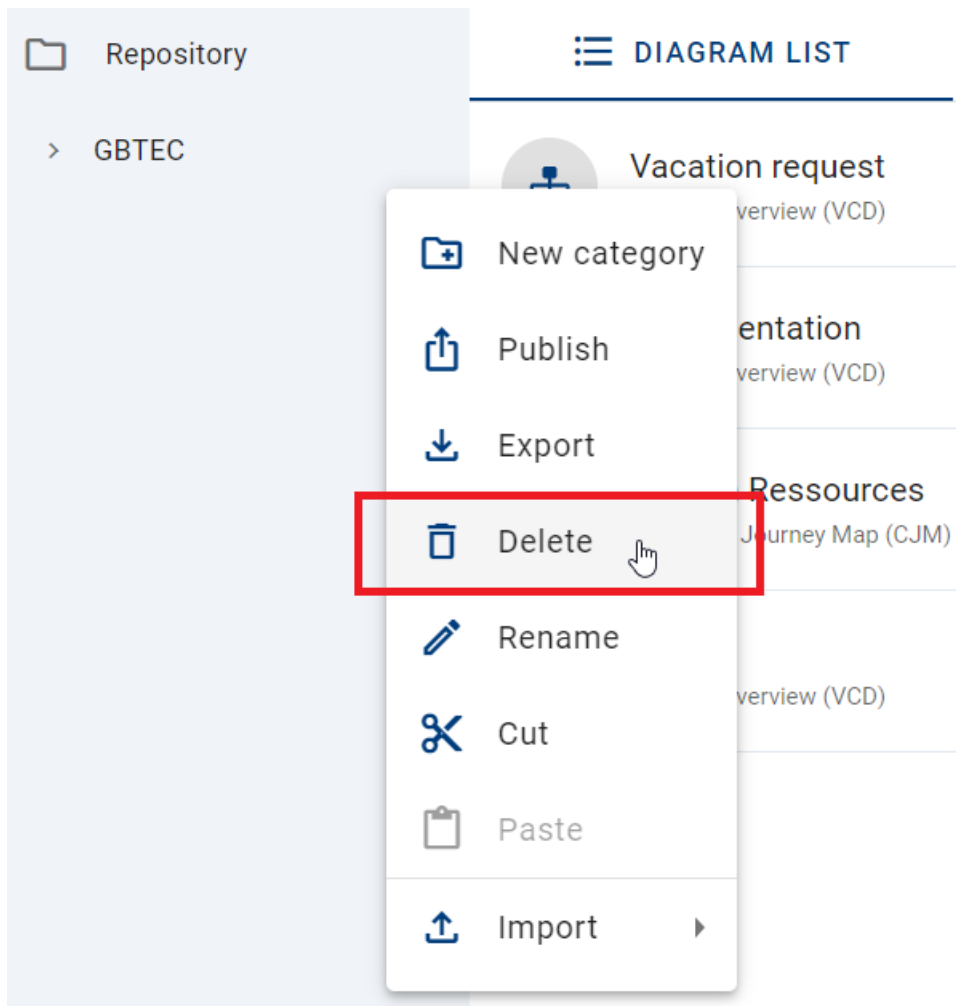 Repository
GBTEC
DIAGRAM LIST
Vacation request
verview (VCD)
entation
verview (VCD)
Ressources
Journey Map (CJM)
verview (VCD)
New category
Publish
Export
Delete
Rename
Cut
Paste
Import